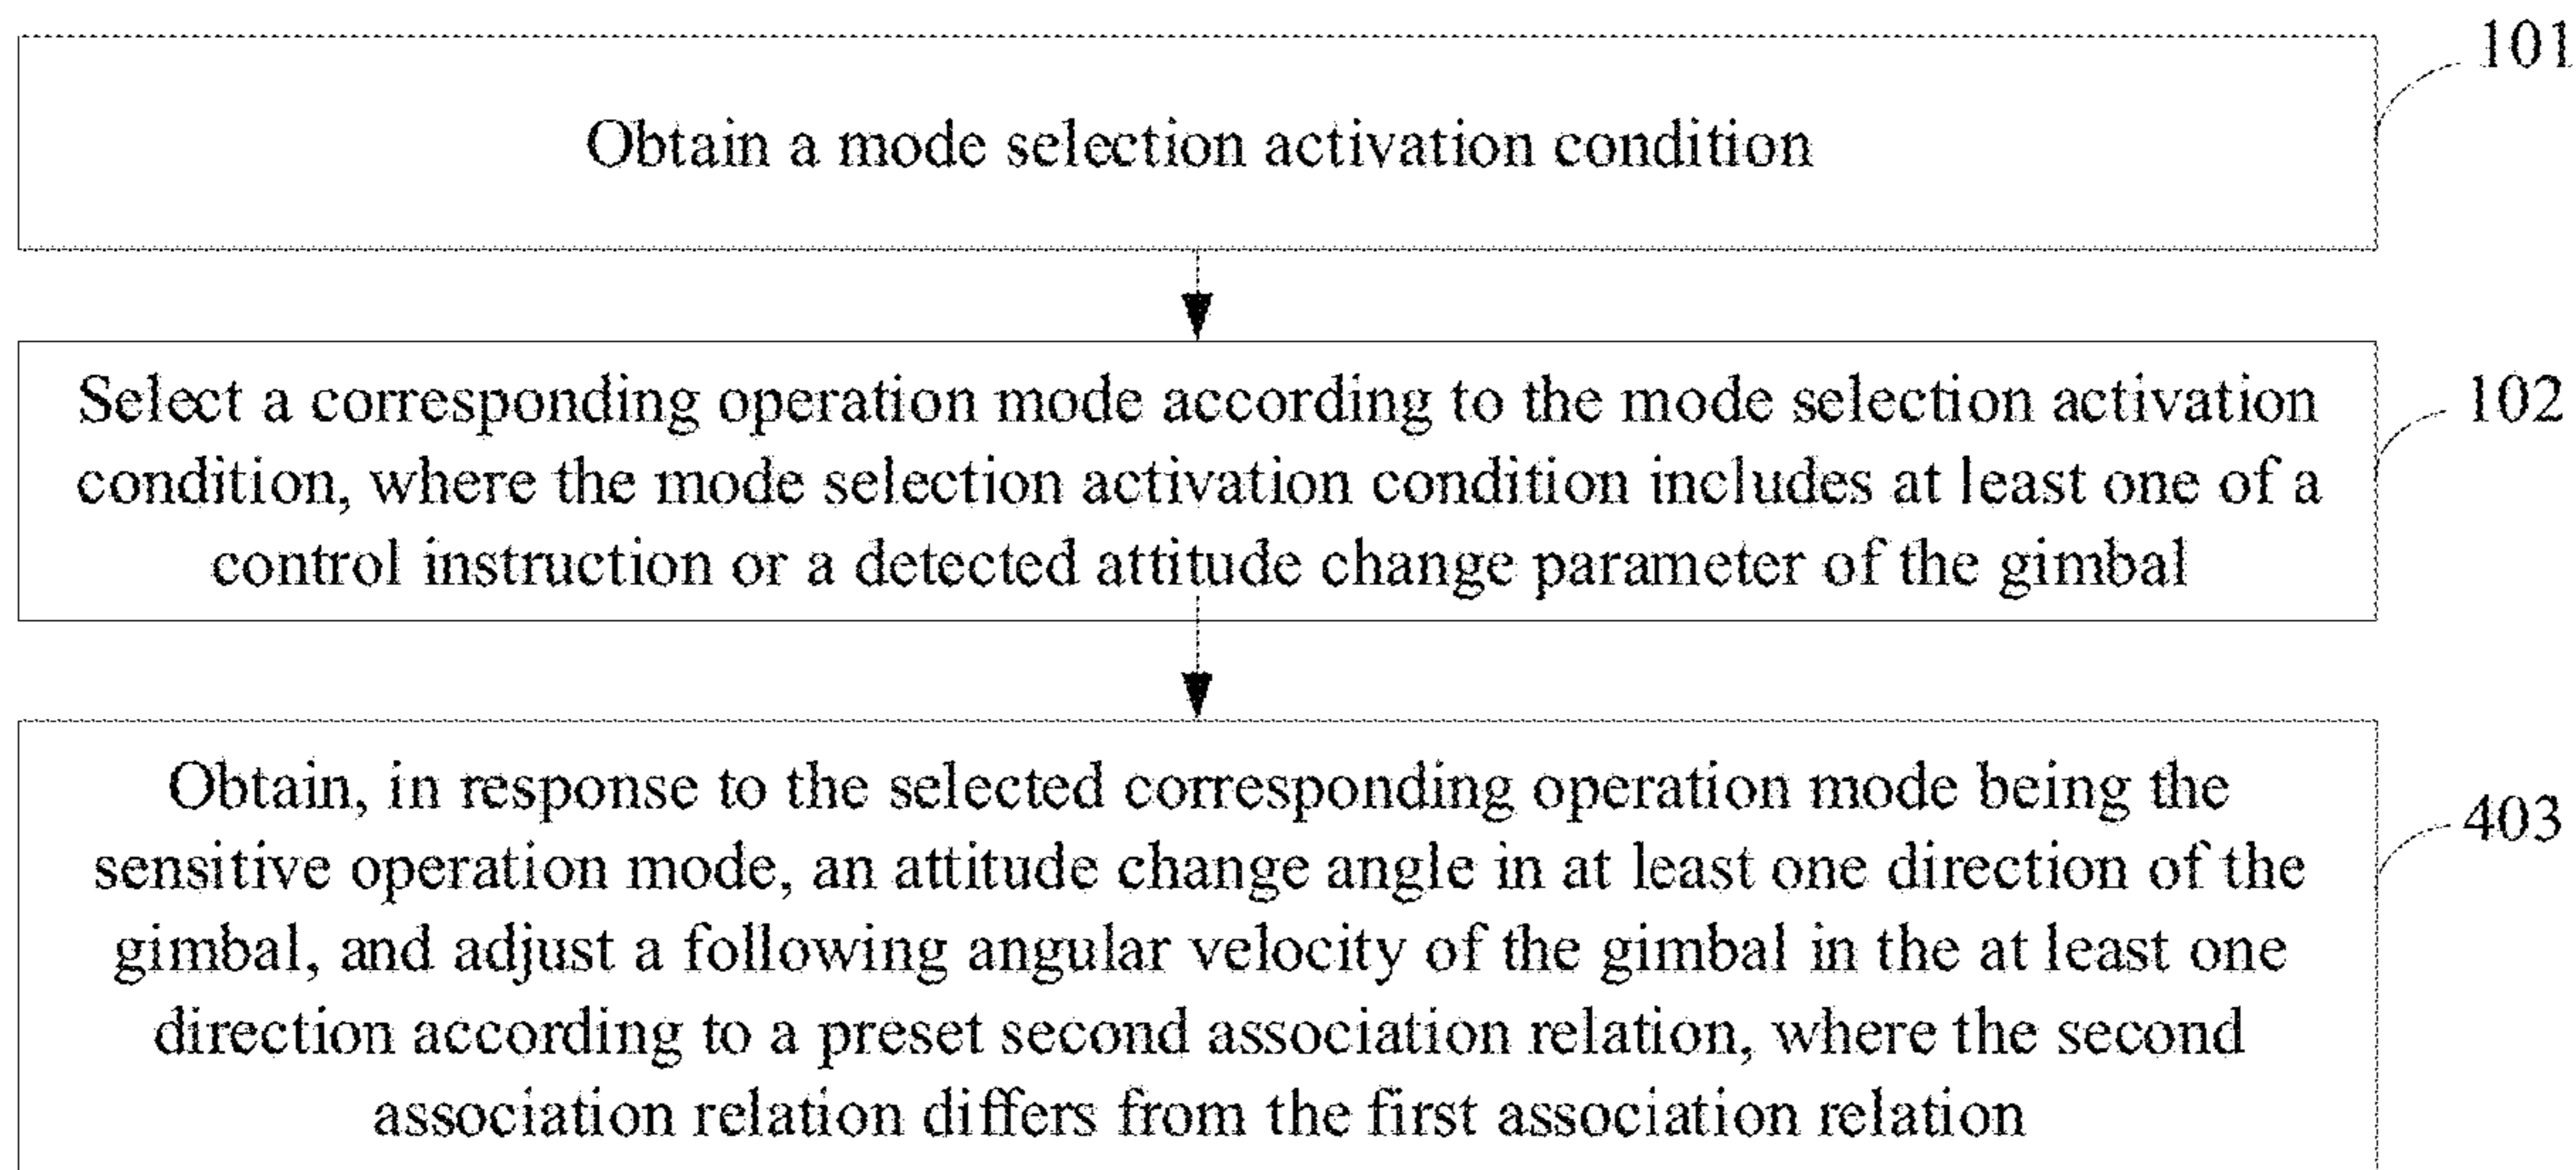 101
Obtain a mode selection activation condition
Select a corresponding operation mode according to the mode selection activation
102
condition, where the mode selection activation condition includes at least one of a
control instruction or a detected attitude change parameter of the gimbal
Obtain, in response to the selected corresponding operation mode being the
403
sensitive operation mode, an attitude change angle in at least one direction of the
gimbal, and adjust a following angular velocity of the gimbal in the at least one
direction according to a preset second association relation, where the second
association relation differs from the first association relation